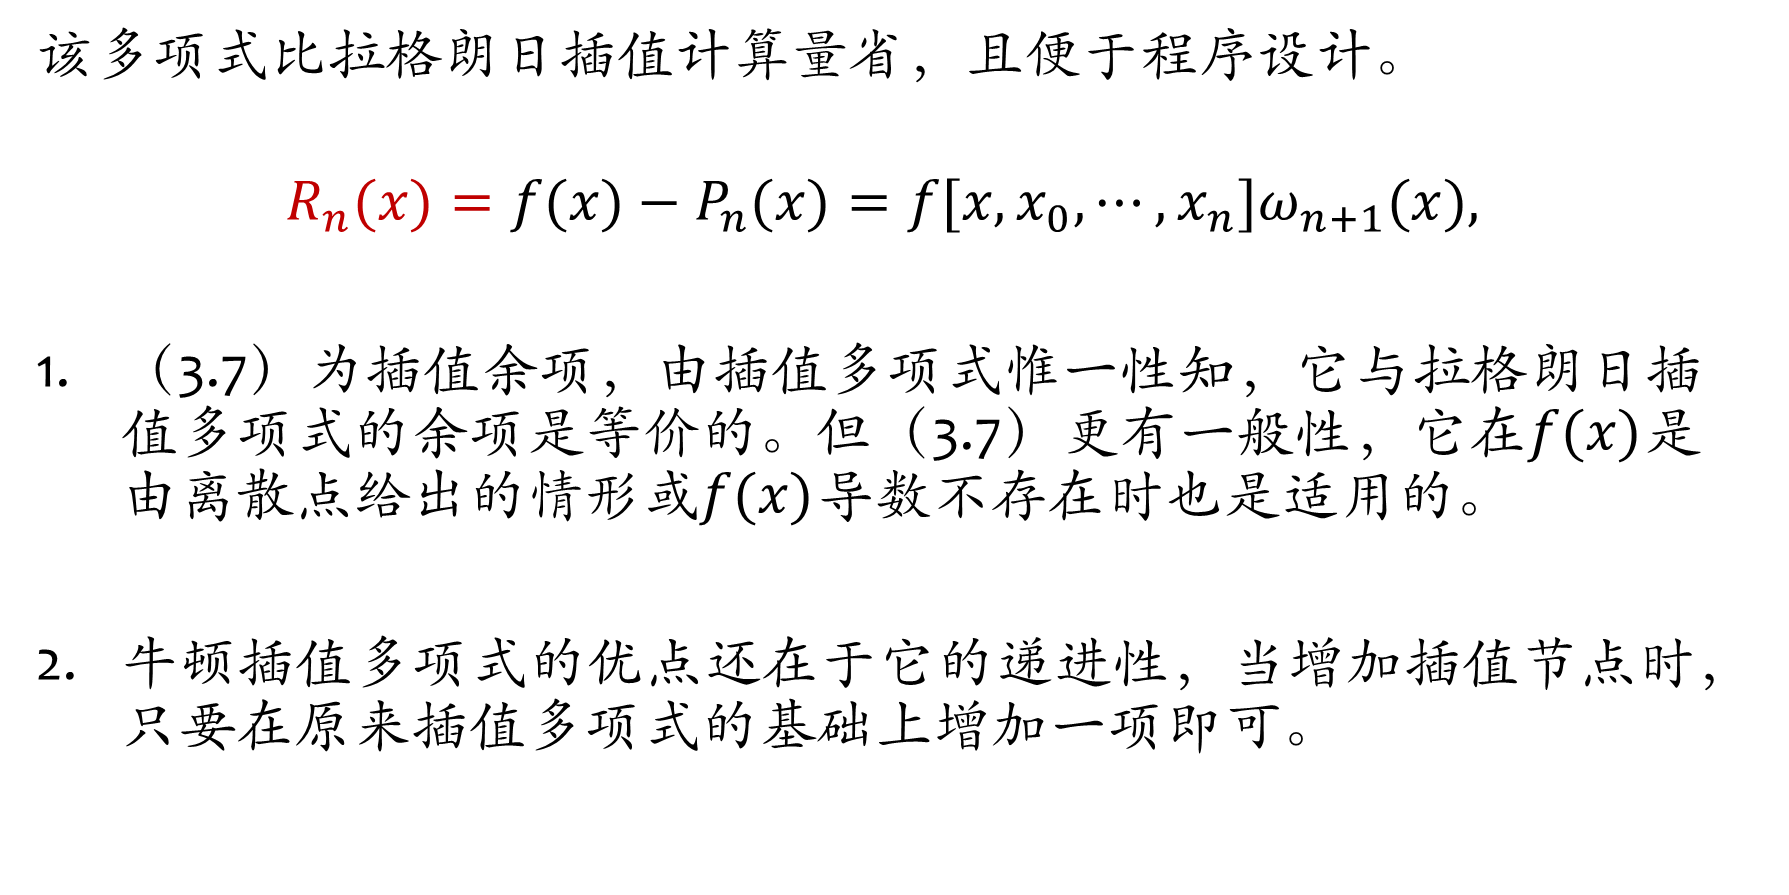 该多项式比拉格朗日插值计算量省，且便于程序设计。
Rₙ(x) = f(x) − Pₙ(x) = f[x, x₀, ⋯ , xₙ]ωₙ₊₁(x),
1. （3.7）为插值余项，由插值多项式惟一性知，它与拉格朗日插
值多项式的余项是等价的。但（3.7）更有一般性，它在f(x)是
由离散点给出的情形或f(x)导数不存在时也是适用的。
2. 牛顿插值多项式的优点还在于它的递进性，当增加插值节点时，
只要在原来插值多项式的基础上增加一项即可。